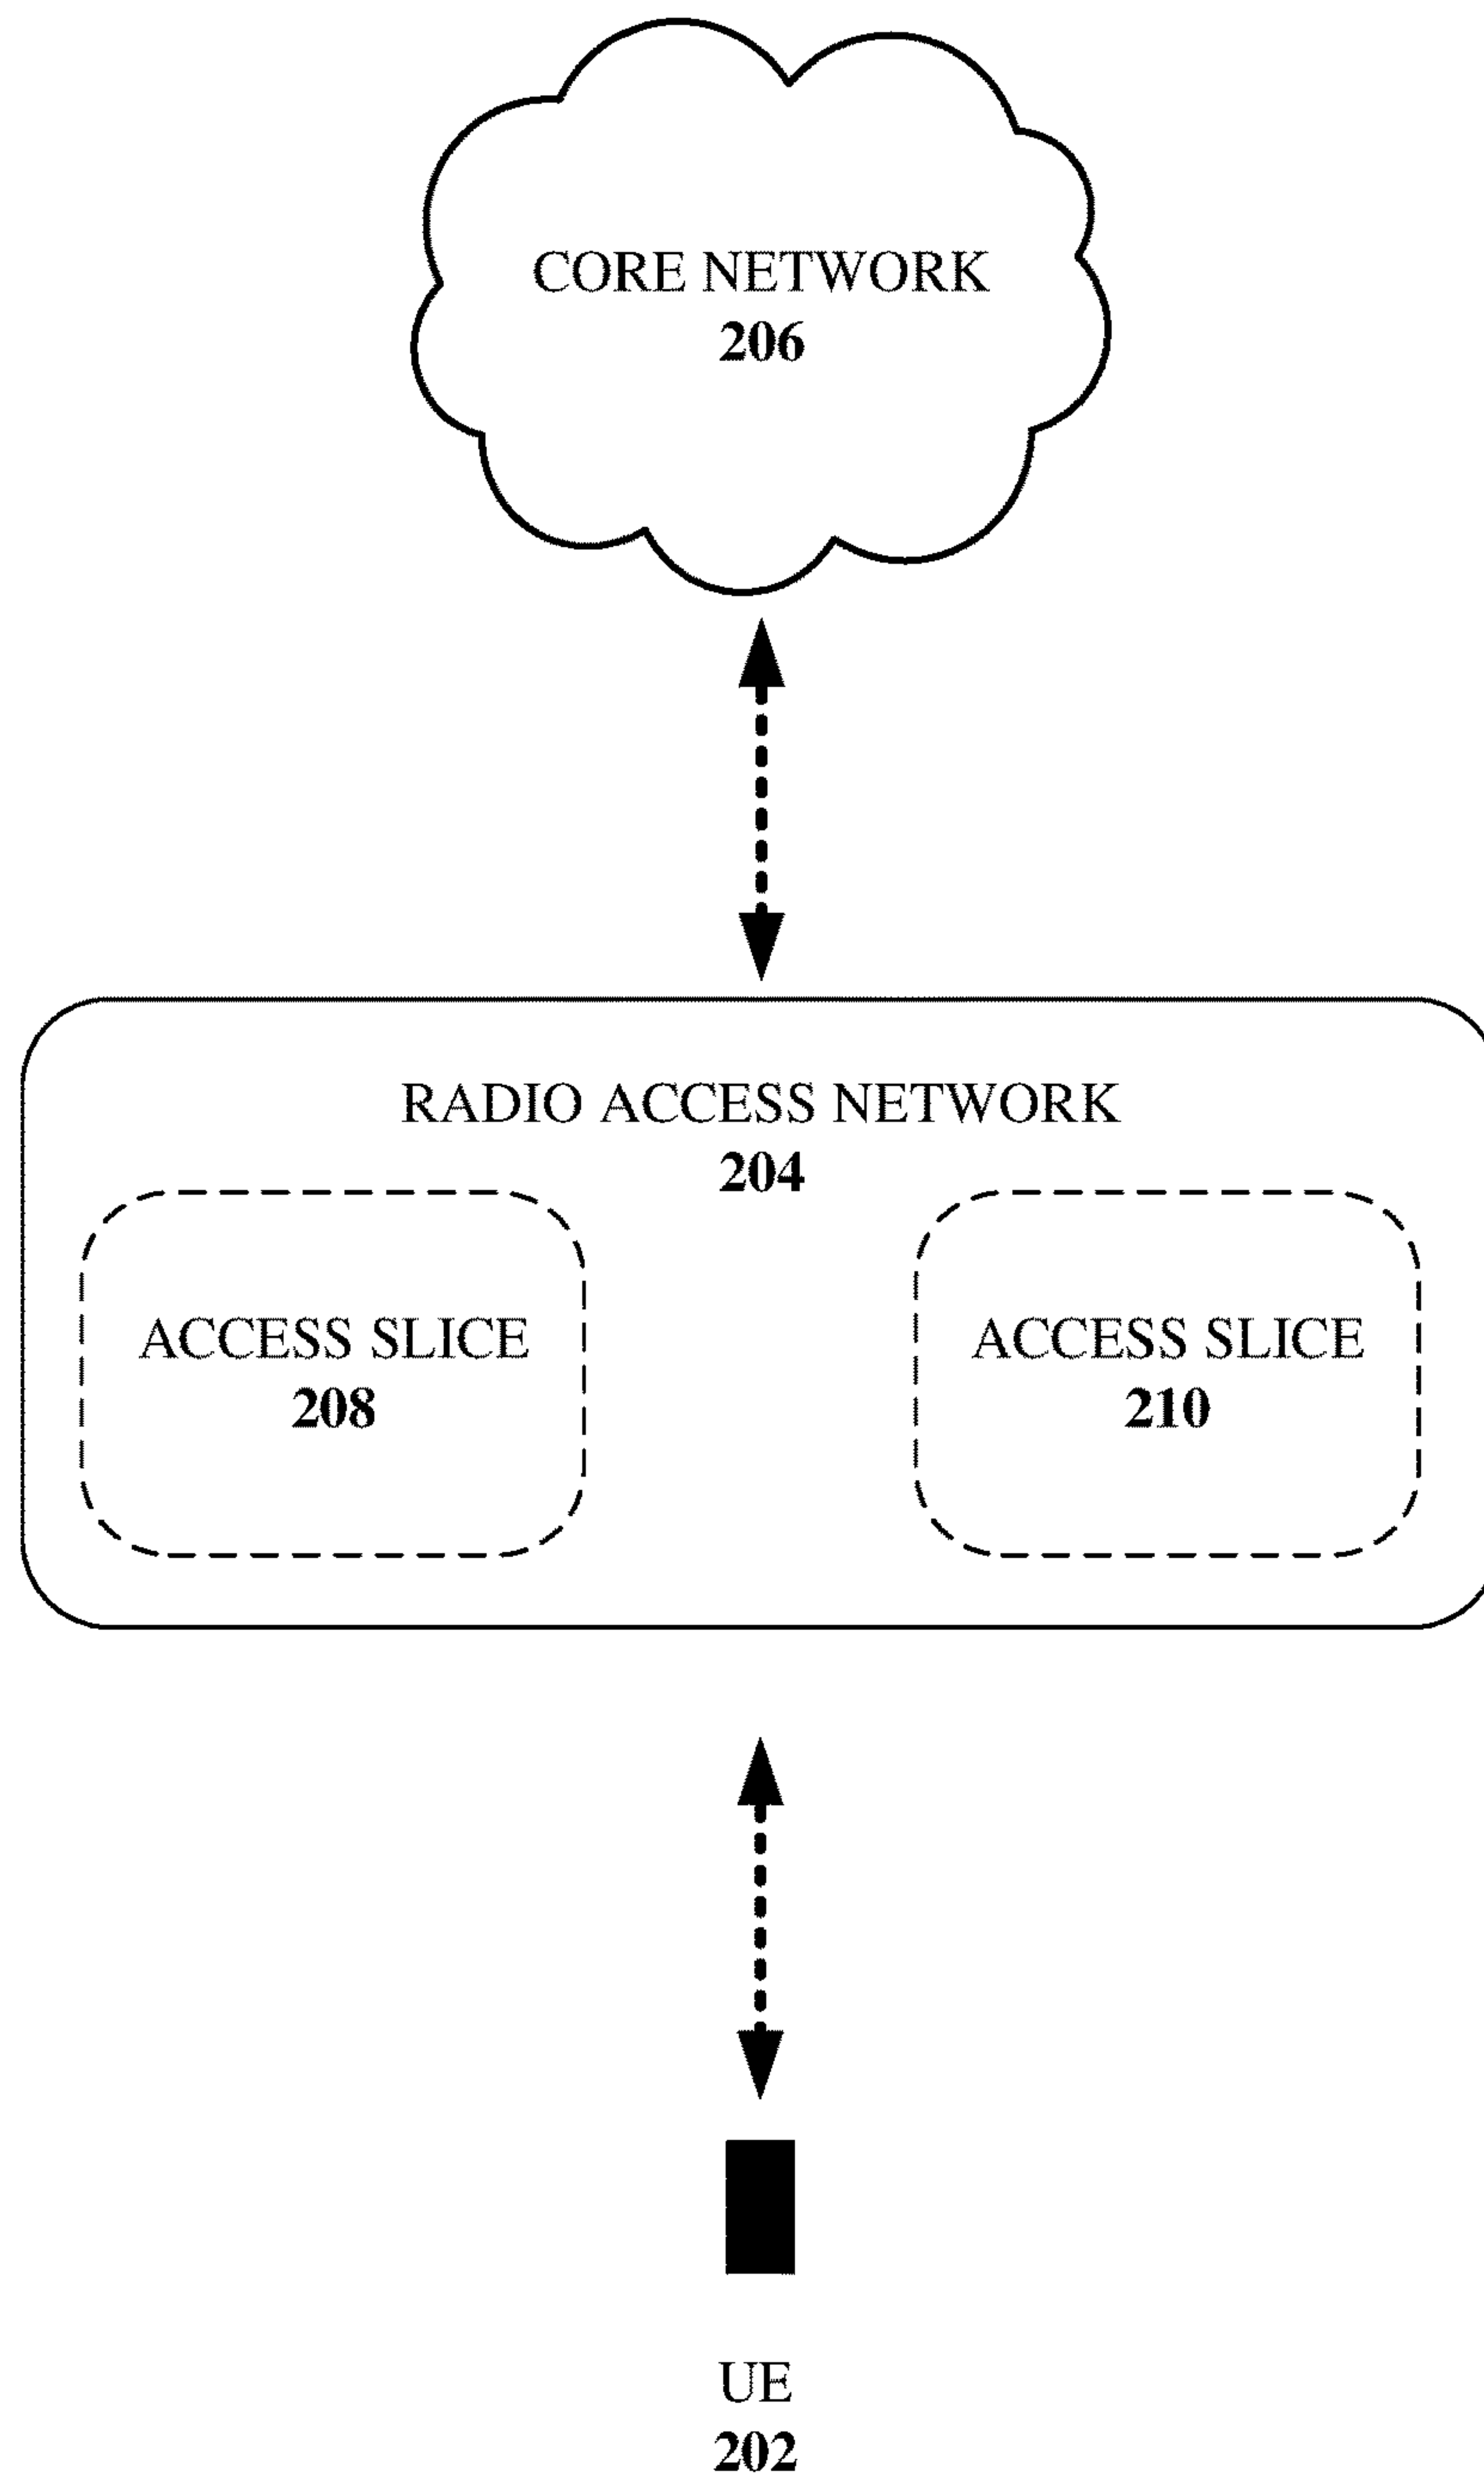 CORE NETWORK
206
RADIO ACCESS NETWORK
204
ACCESS SLICE
208
ACCESS SLICE
210
UE
202